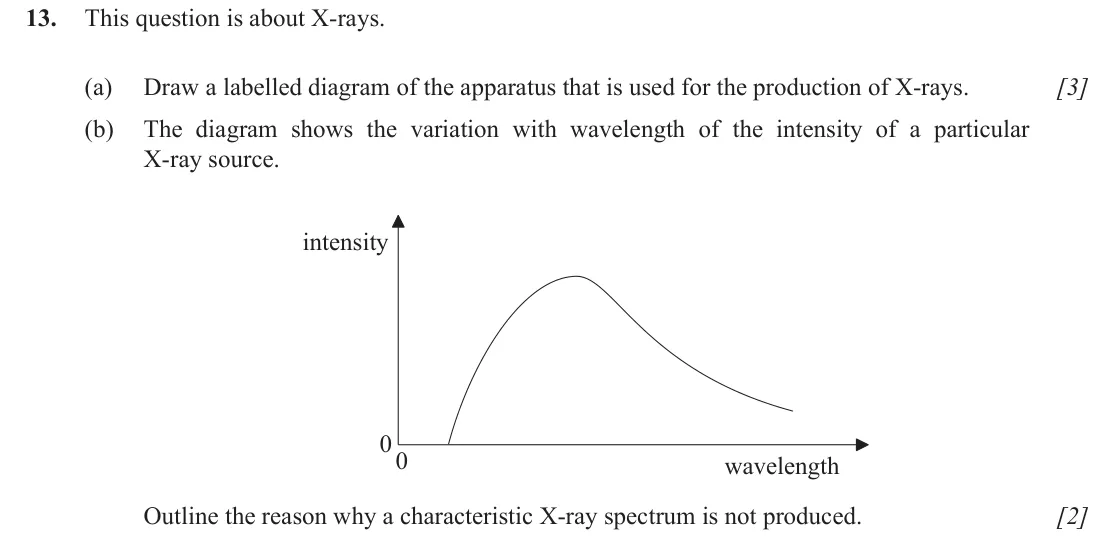 13. This question is about X-rays.
(a) Draw a labelled diagram of the apparatus that is used for the production of X-rays. [3]
(b) The diagram shows the variation with wavelength of the intensity of a particular
X-ray source.
intensity
0
0
wavelength
Outline the reason why a characteristic X-ray spectrum is not produced. [2]